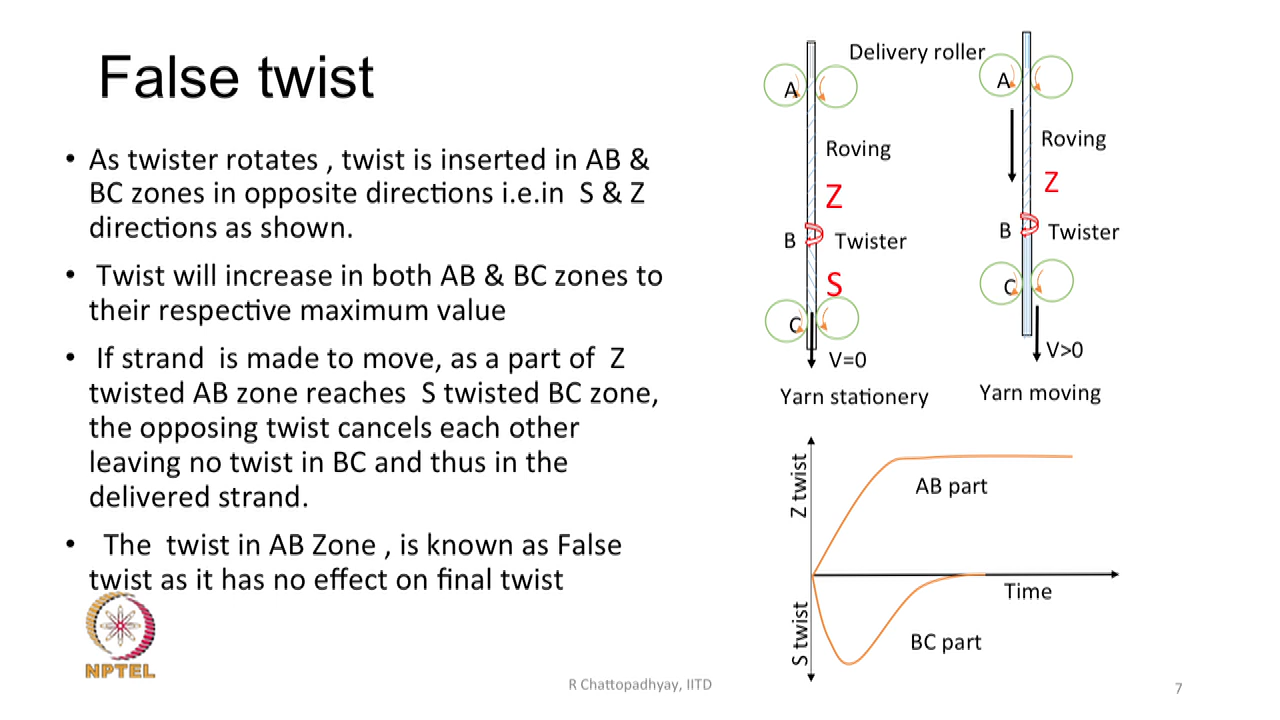 False twist
• As twister rotates , twist is inserted in AB &
BC zones in opposite directions i.e.in S & Z
directions as shown.
• Twist will increase in both AB & BC zones to
their respective maximum value
• If strand is made to move, as a part of Z
twisted AB zone reaches S twisted BC zone,
the opposing twist cancels each other
leaving no twist in BC and thus in the
delivered strand.
• The twist in AB Zone , is known as False
twist as it has no effect on final twist
NPTEL
Delivery roller
A
Roving
Z
B
Twister
S
C
V=0
Yarn stationery
A
Roving
Z
B
Twister
C
V>0
Yarn moving
Z twist
AB part
Time
S twist
BC part
R Chattopadhyay, IITD
7